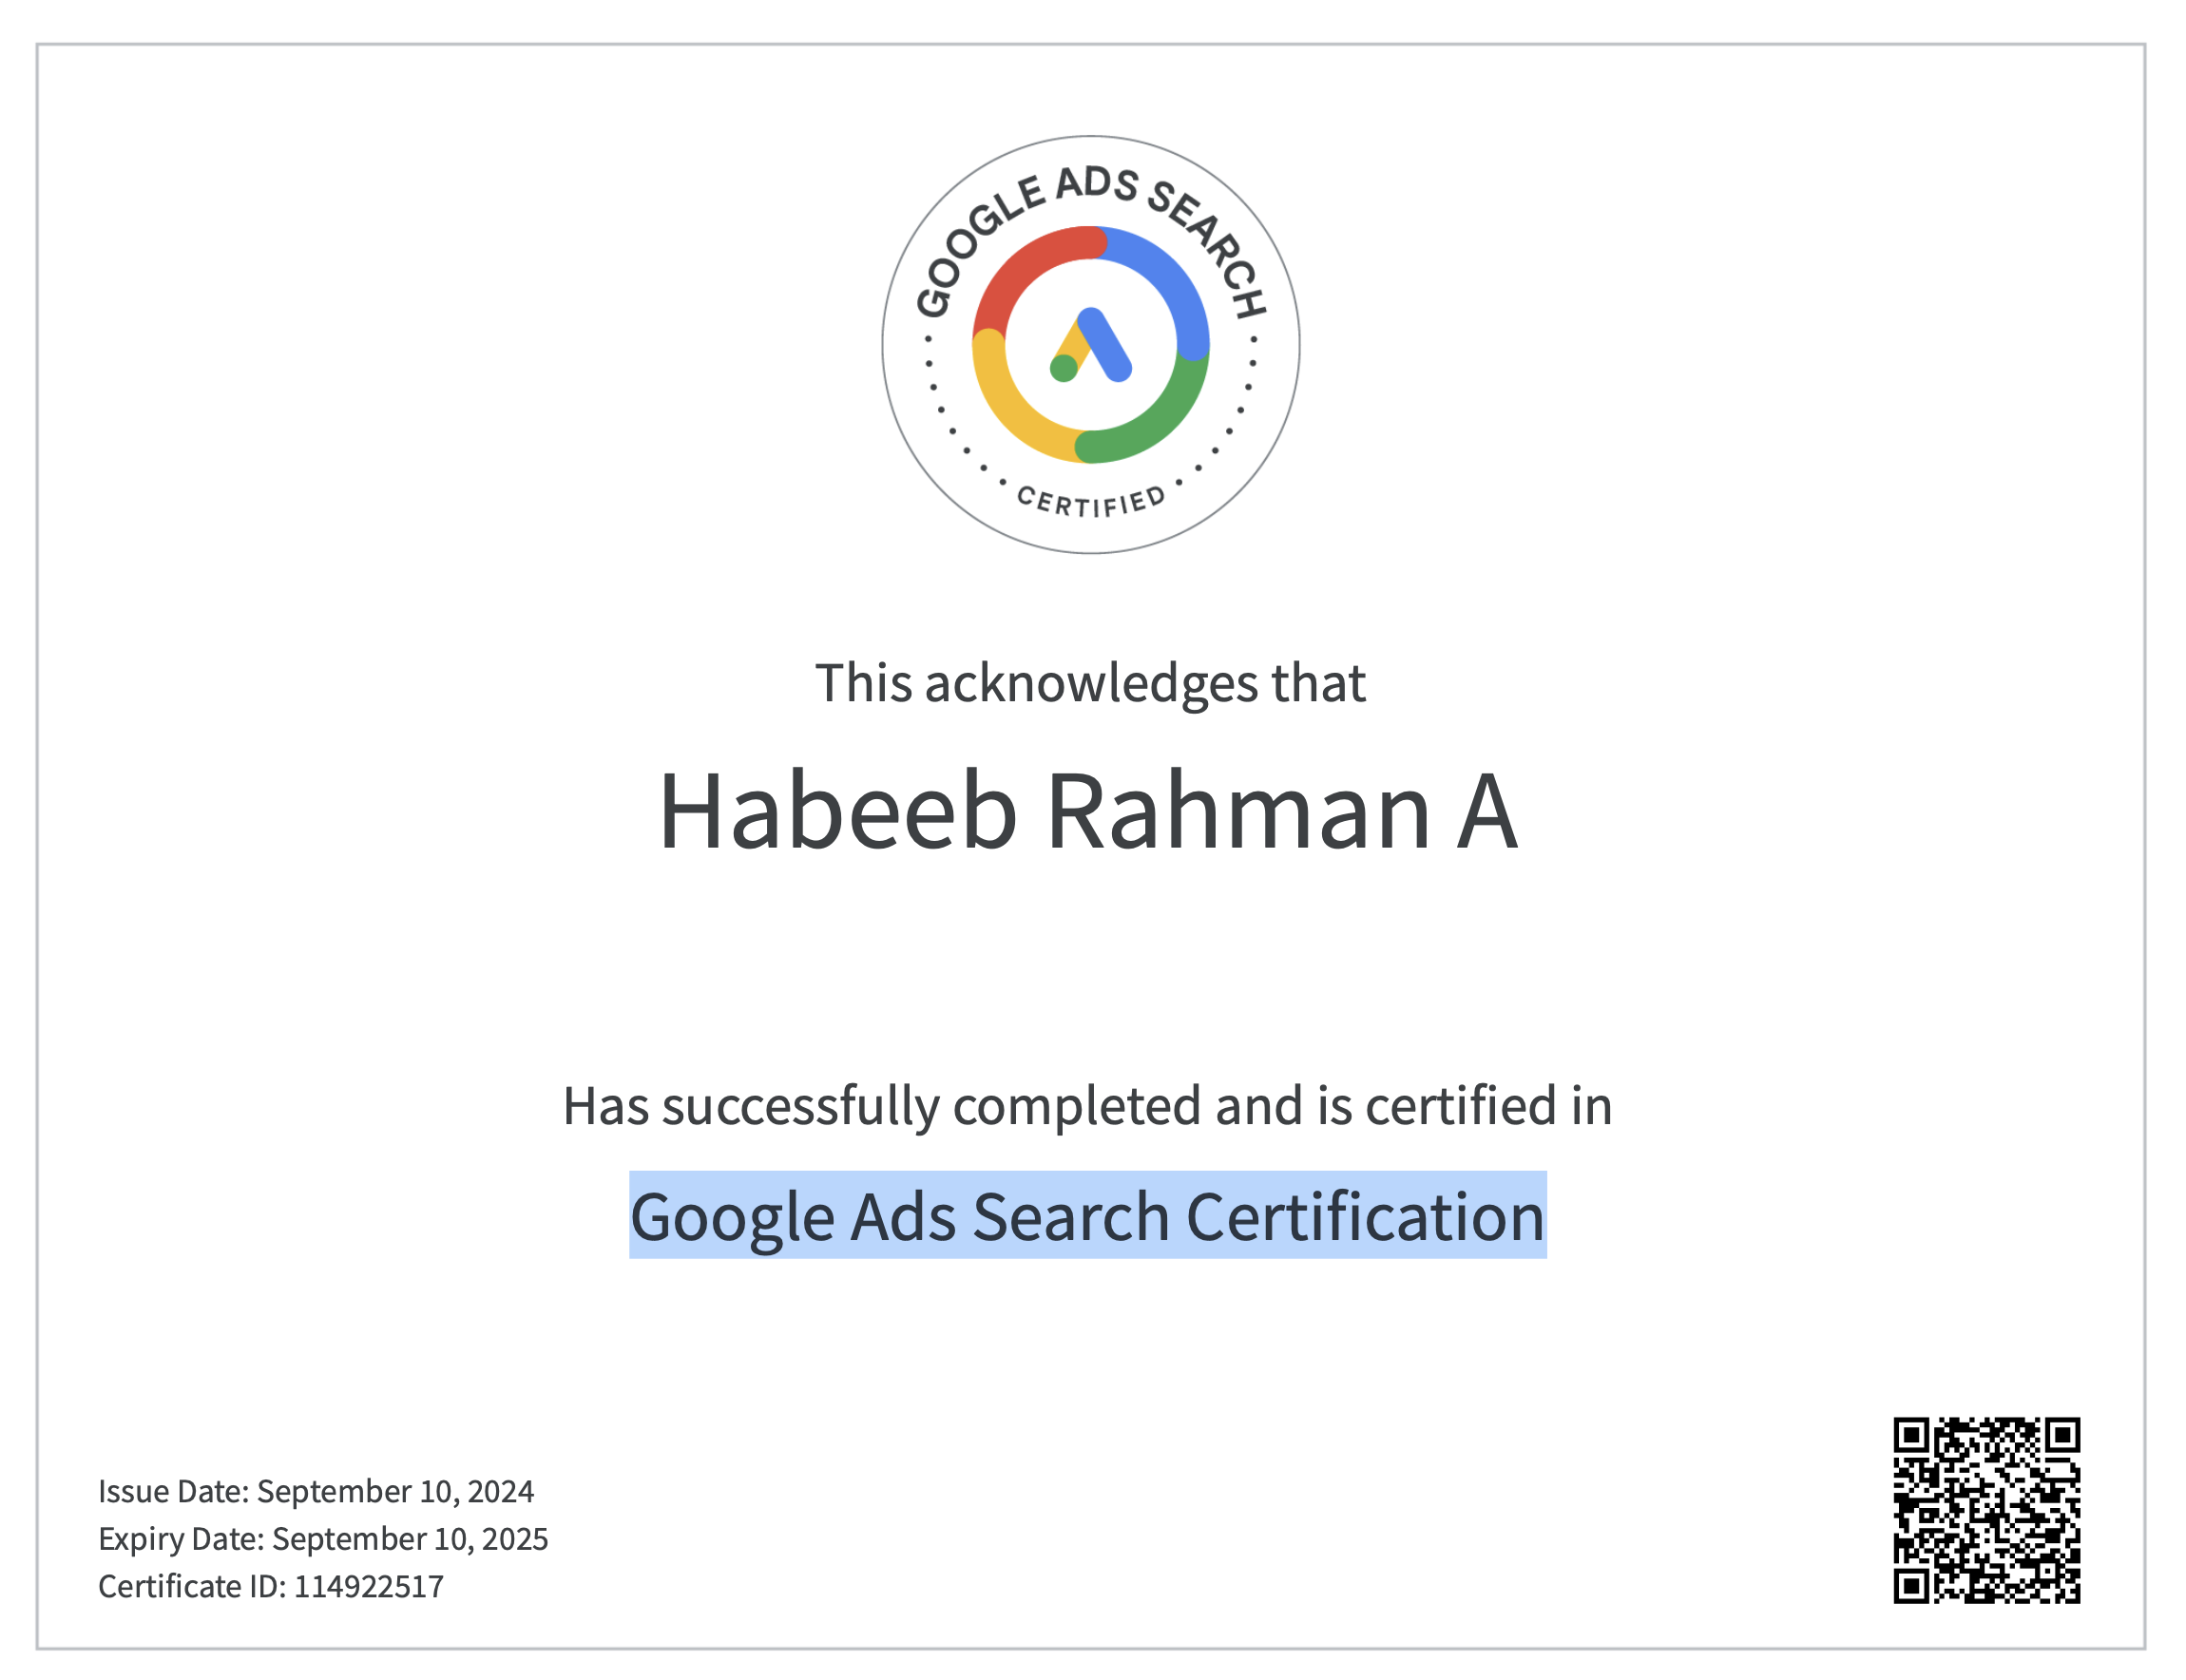 GOOGLE ADS SEARCH
CERTIFIED
This acknowledges that
Habeeb Rahman A
Has successfully completed and is certified in
Google Ads Search Certification
Issue Date: September 10, 2024
Expiry Date: September 10, 2025
Certificate ID: 114922517